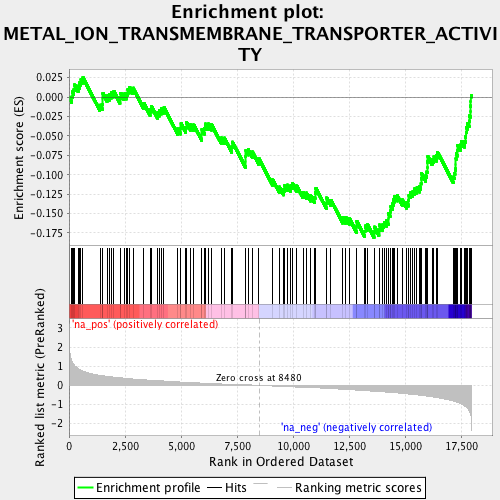 Enrichment plot:
METAL_ION_TRANSMEMBRANE_TRANSPORTER_ACTIVI
TY
Enrichment score (ES)
0.025
0.000
-0.025
-0.050
-0.075
-0.100
-0.125
-0.150
-0.175
'na_pos' (positively correlated)
Ranked list metric (PreRanked)
3
2
1
0
-1
-2
Zero cross at 8480
'na_neg' (negatively correlated)
0
2,500
5,000
7,500
10,000
12,500
15,000
17,500
Rank in Ordered Dataset
Enrichment profile
Hits
Ranking metric scores